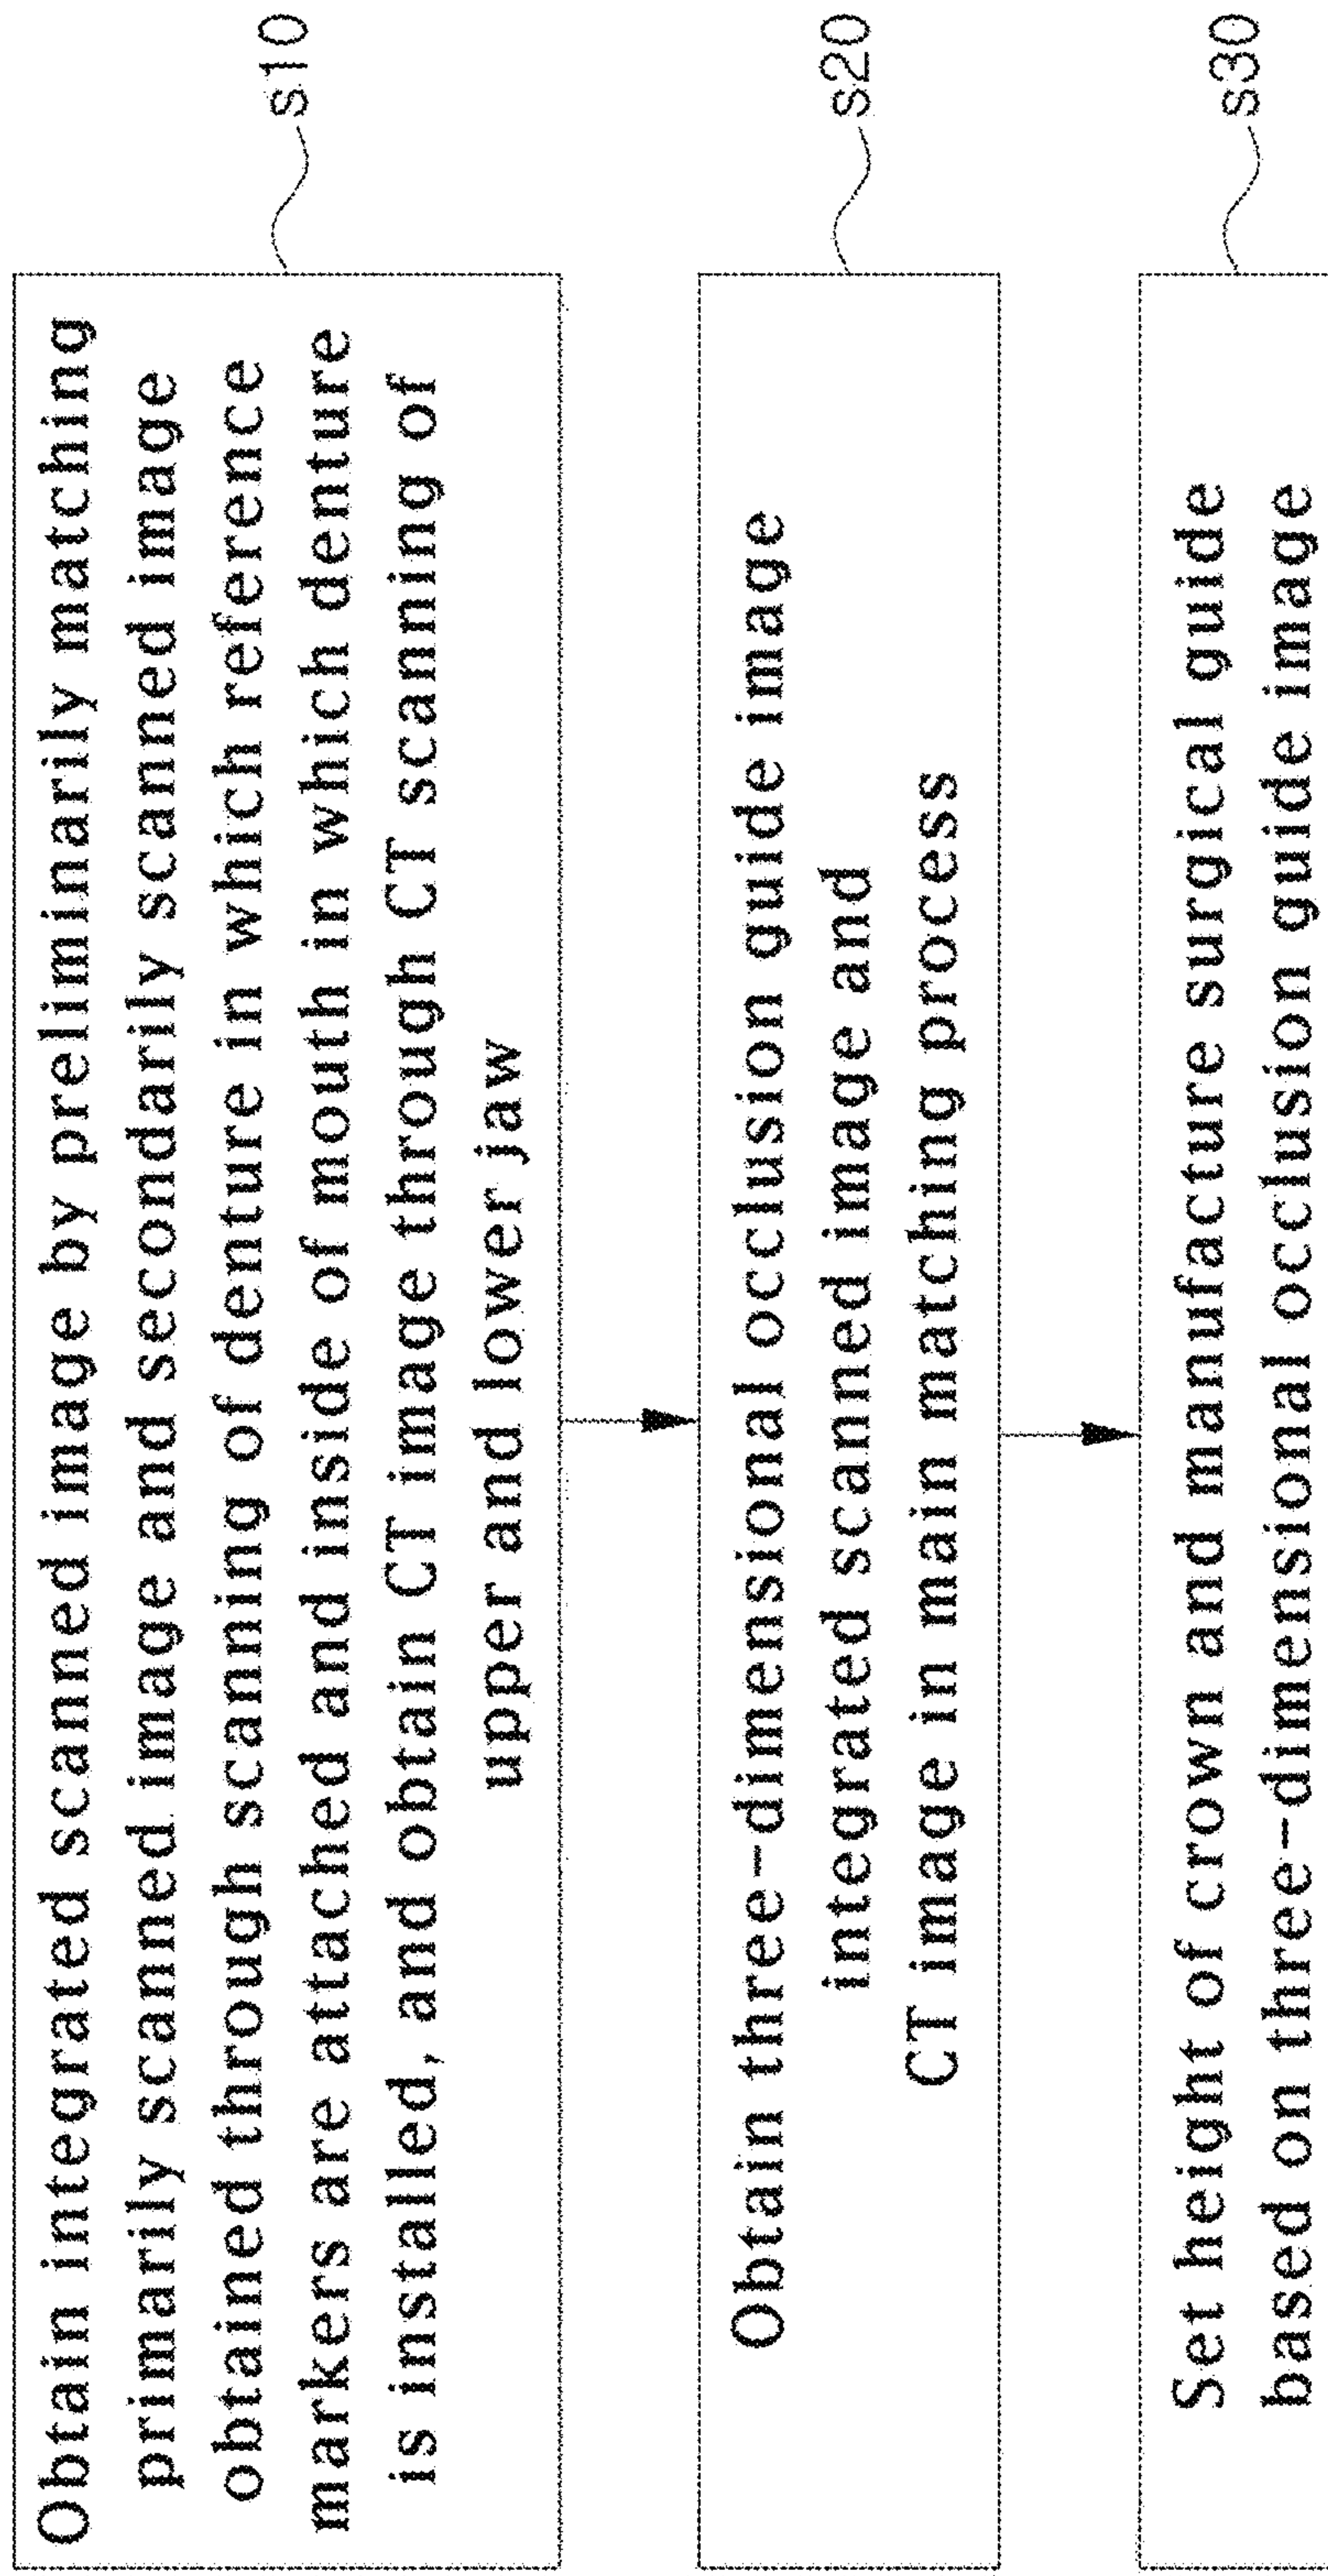 Obtain integrated scanned image by preliminarily matching
primarily scanned image and secondarily scanned image
obtained through scanning of denture in which reference
markers are attached and inside of mouth in which denture
is installed, and obtain CT image through CT scanning of
upper and lower jaw
s10
Obtain three-dimensional occlusion guide image
integrated scanned image and
CT image in main matching process
s20
Set height of crown and manufacture surgical guide
based on three-dimensional occlusion guide image
s30